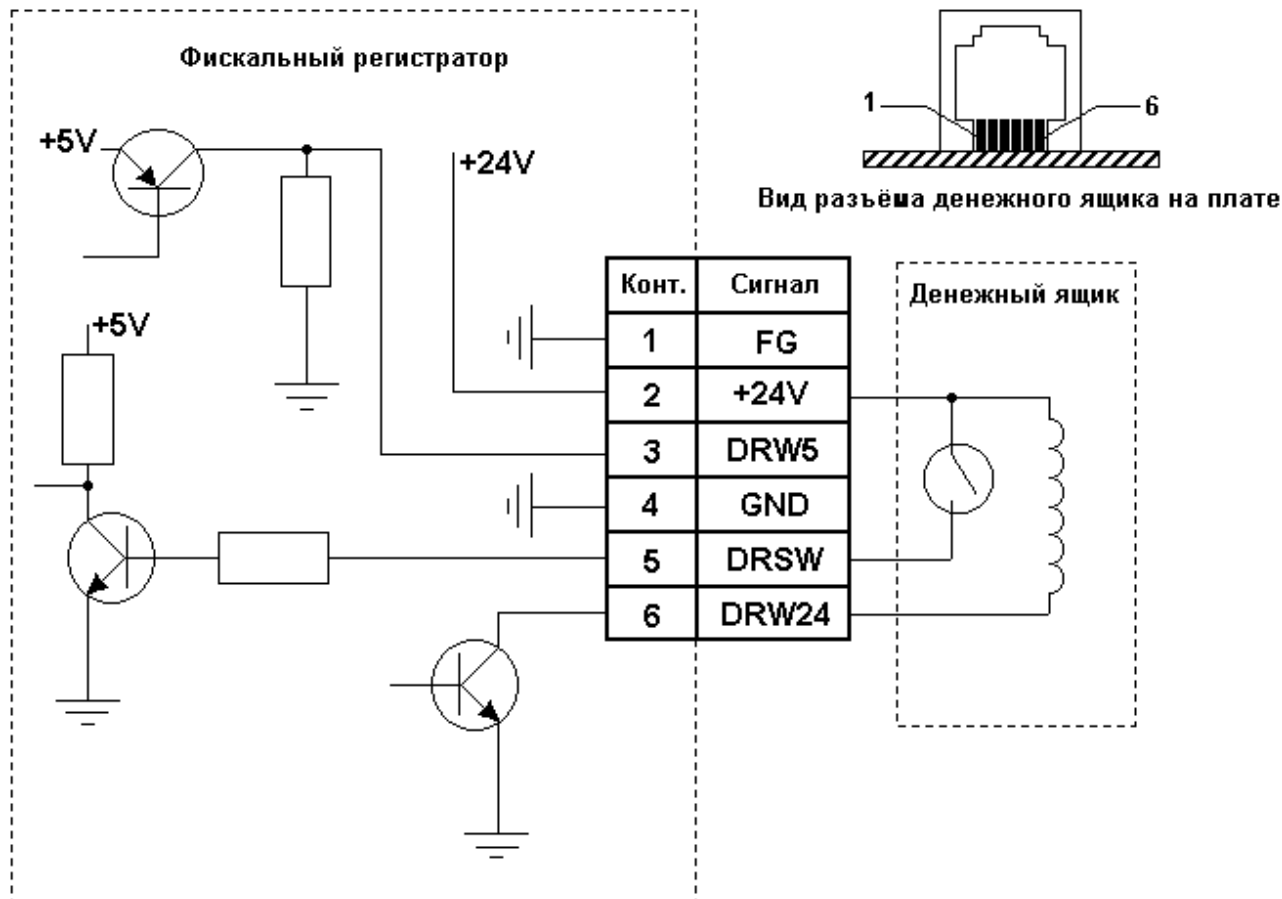 Фискальный регистратор
+5V
+24V
1
6
Вид разъёма денежного ящика на плате
+5V
Конт. Сигнал
1 FG
2 +24V
3 DRW5
4 GND
5 DRSW
6 DRW24
Денежный ящик